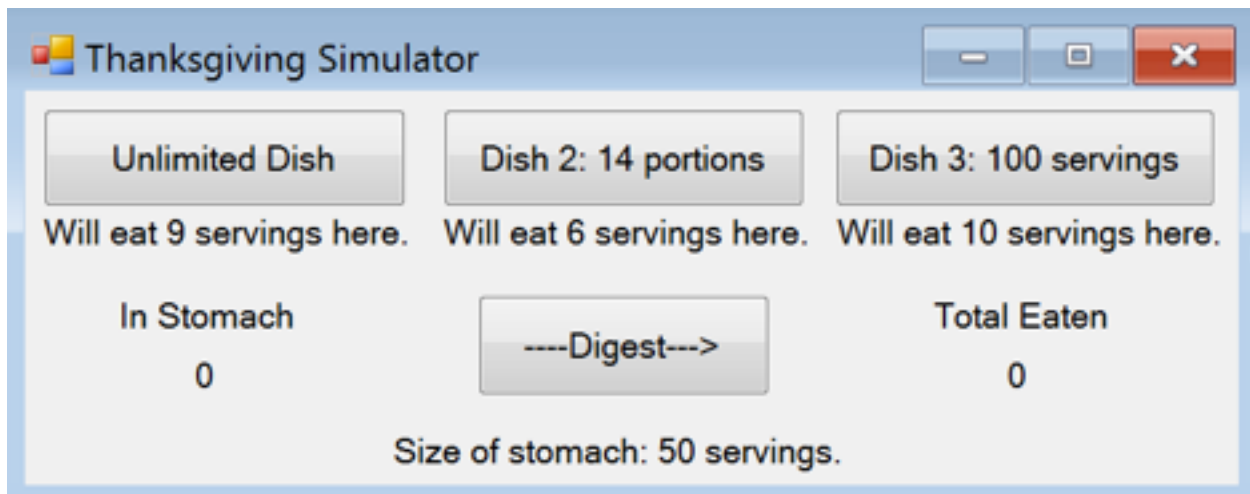 Thanksgiving Simulator
Unlimited Dish
Dish 2: 14 portions
Dish 3: 100 servings
Will eat 9 servings here.
Will eat 6 servings here.
Will eat 10 servings here.
In Stomach
0
----Digest--->
Total Eaten
0
Size of stomach: 50 servings.